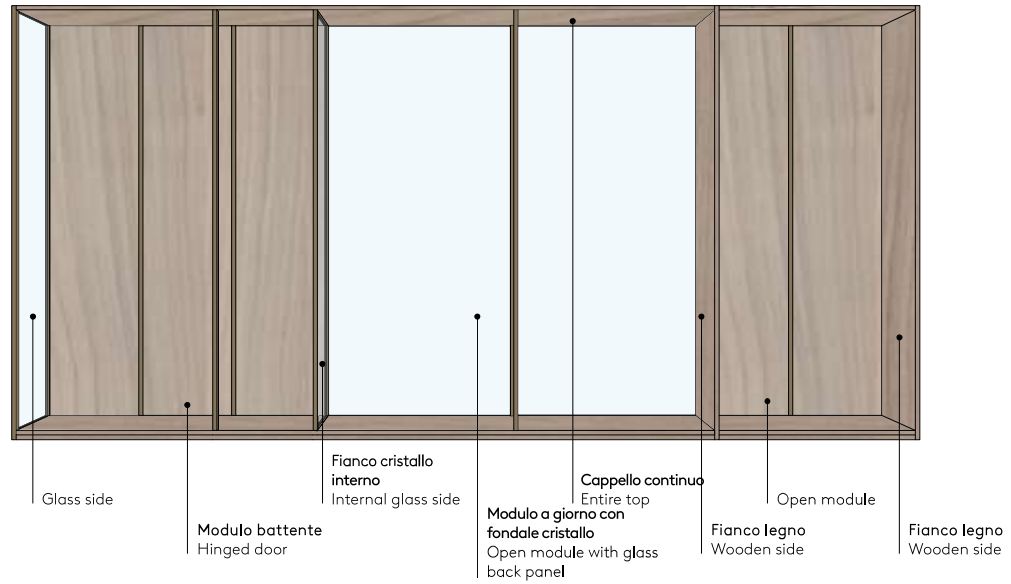 Glass side
Modulo battente
Hinged door
Fianco cristallo
interno
Internal glass side
Modulo a giorno con
fondale cristallo
Open module with glass
back panel
Cappello continuo
Entire top
Fianco legno
Wooden side
Open module
Fianco legno
Wooden side